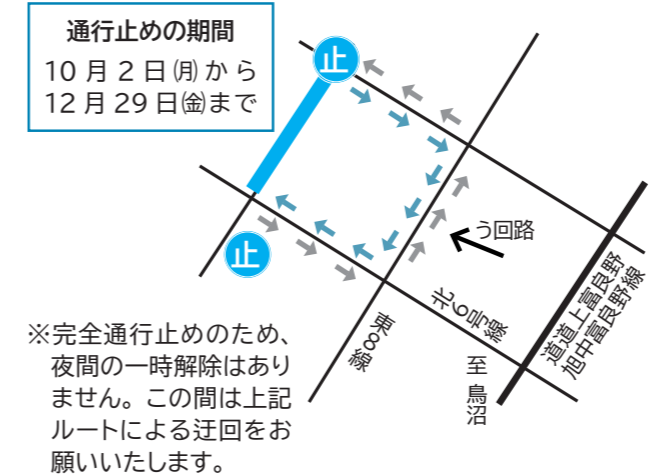 通行止めの期間
10月2日㈪から
12月29日㈮まで
止
止
う回路
北6号線
東8線
至 鳥沼
道道上富良野
旭中富良野線
※完全通行止めのため、
夜間の一時解除はあり
ません。この間は上記
ルートによる迂回をお
願いいたします。